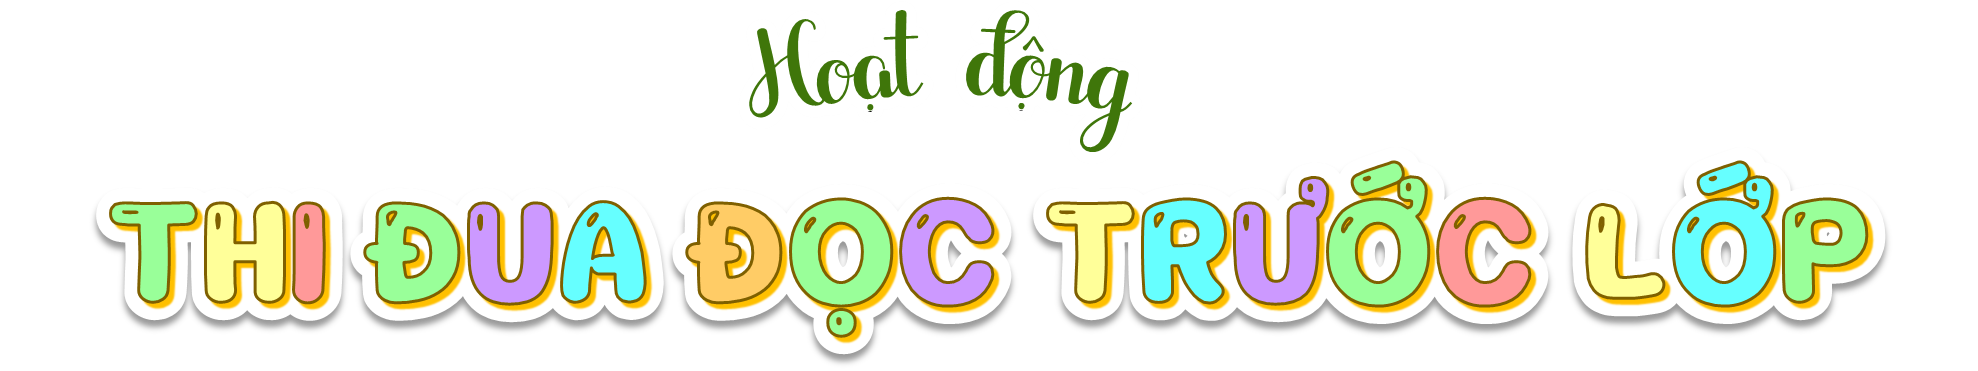 Hoạt động
THI ĐUA ĐỌC TRƯỚC LỚP